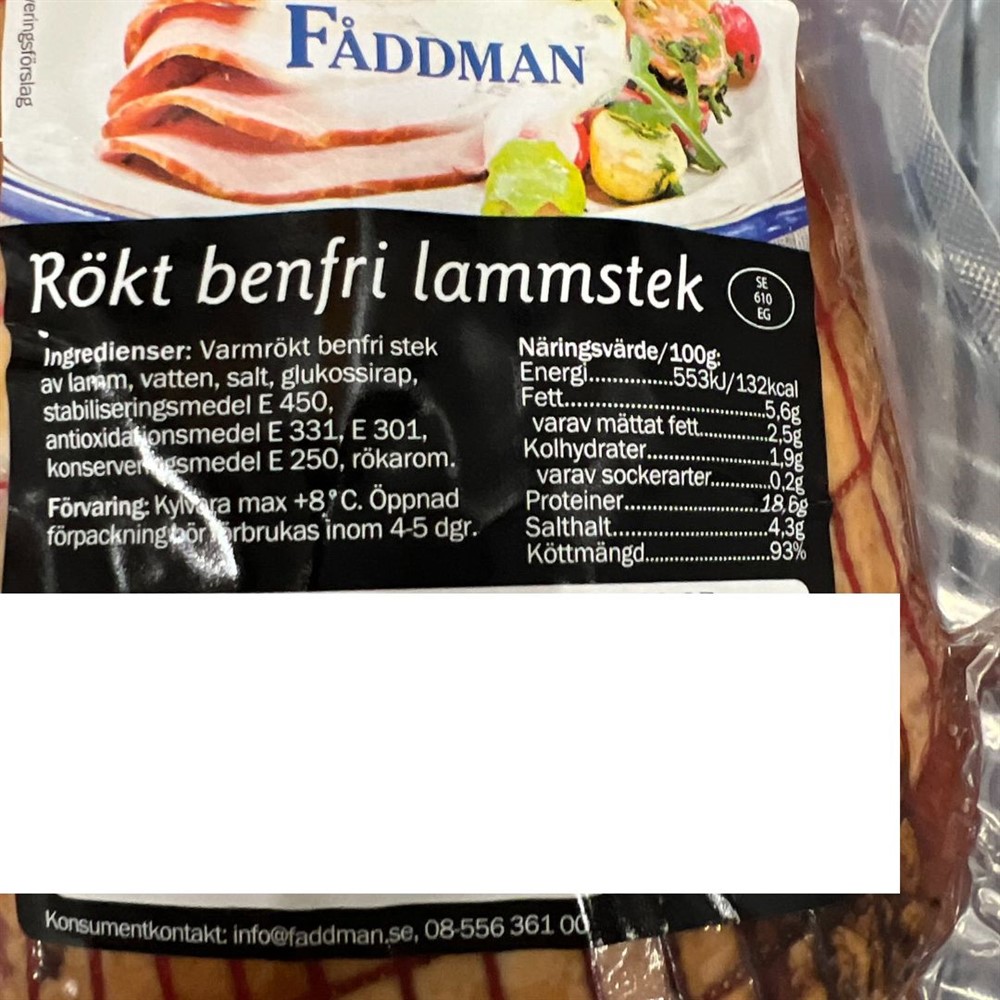 veringsförslag
FÅDDMAN
Rökt benfri lammstek
SE
610
EG
Ingredienser: Varmrökt benfri stek
av lamm, vatten, salt, glukossirap,
stabiliseringsmedel E 450,
antioxidationsmedel E 331, E 301,
konserveringsmedel E 250, rökarom.
Förvaring: Kylvara max +8°C. Öppnad
förpackning bör förbrukas inom 4-5 dgr.
Näringsvärde/100g:
Energi...............553kJ/132kcal
Fett...................................5,6g
varav mättat fett.............2,5g
Kolhydrater......................1,9g
varav sockerarter...........0,2g
Proteiner.......................18,6g
Salthalt...........................4,3g
Köttmängd......................93%
Konsumentkontakt: info@faddman.se, 08-556 361 00